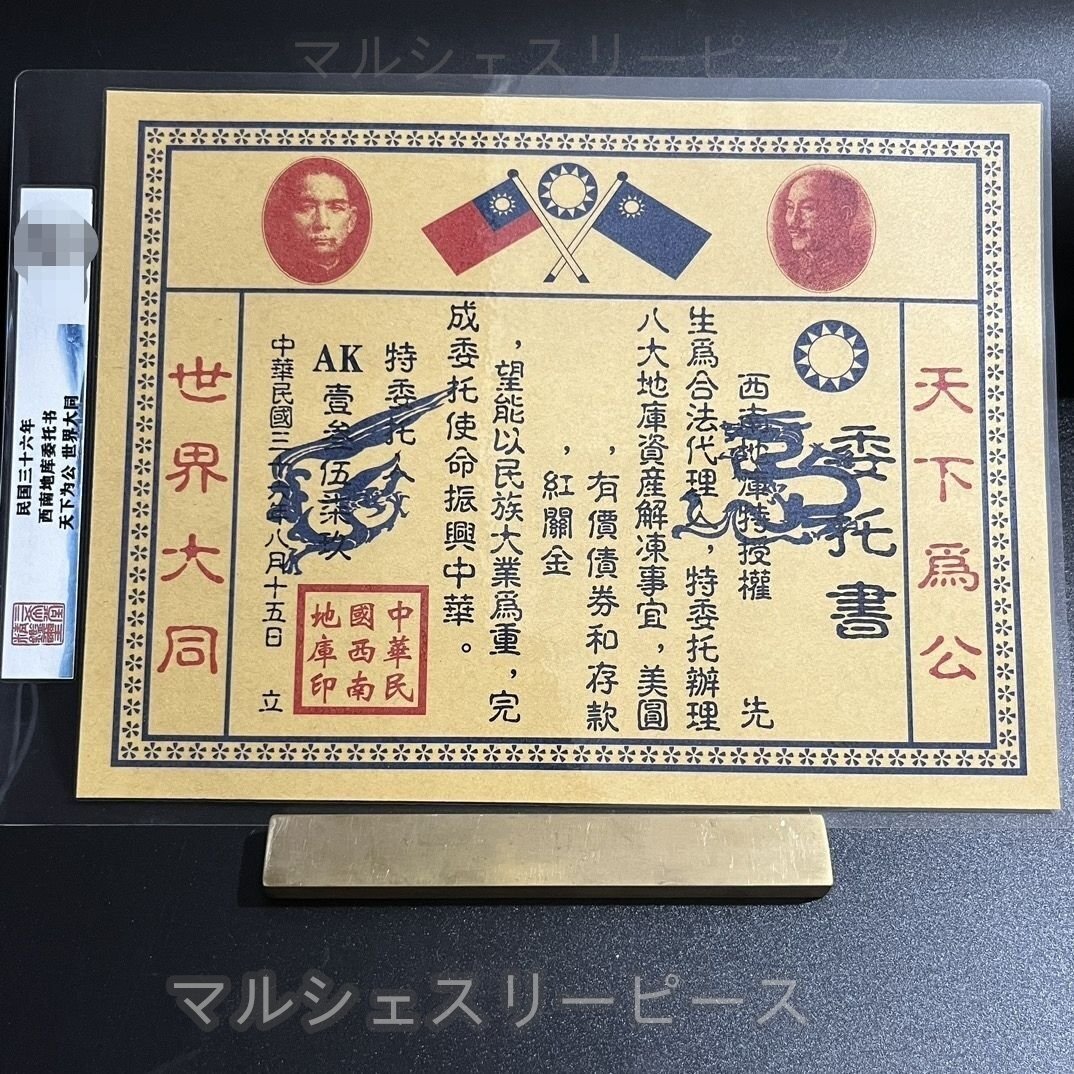 マルシェスリーピース
天下爲公
委托書
西南地庫特授權　先
生爲合法代理人，特委托辦理
八大地庫資産解凍事宜，美圓
，有價債券和存款
，紅關金
，望能以民族大業爲重，完
成委托使命振興中華。
特委托人
AK壹叁伍柒玖
中華民國三十六年八月十五日　立
中華民
國西南
地庫印
世界大同
民国三十六年
西南地库委托书
天下为公 世界大同
マルシェスリーピース